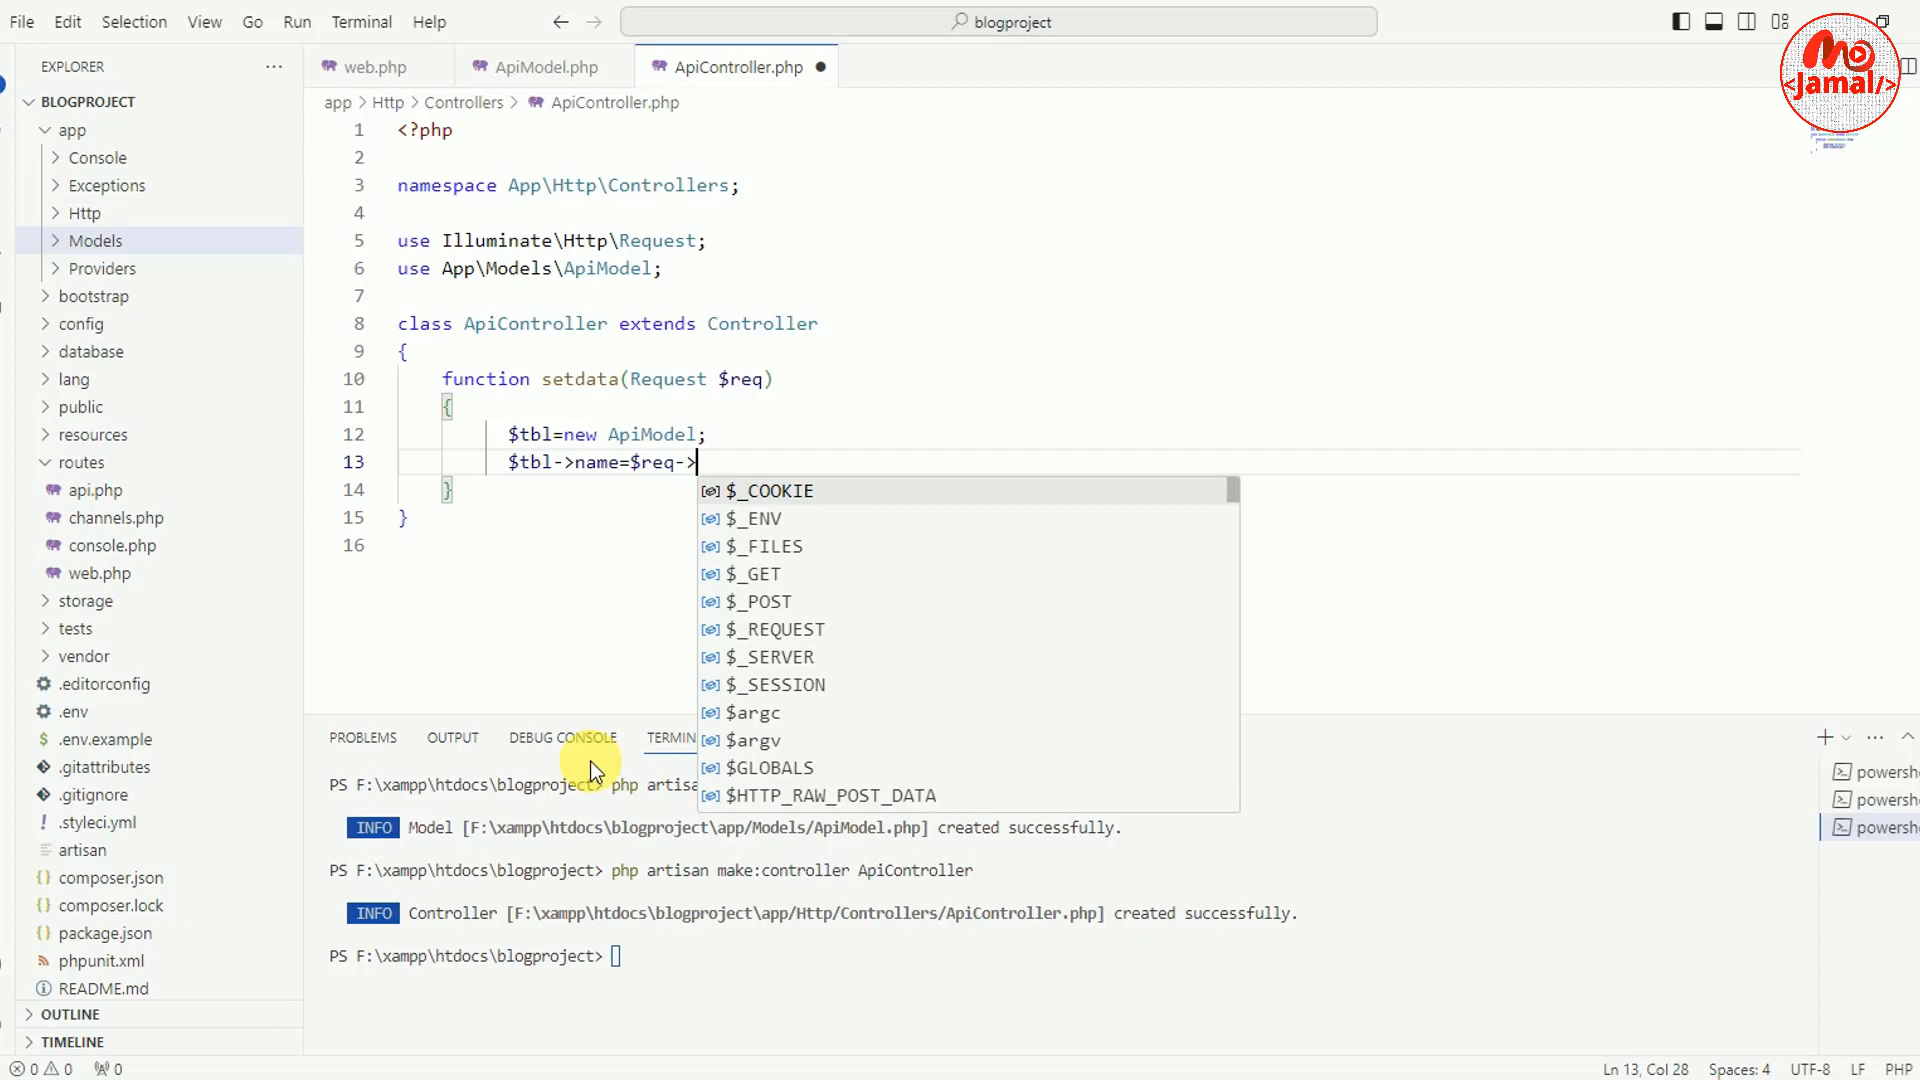 File Edit Selection View Go Run Terminal Help
blogproject
Mo
Jamal/>
EXPLORER
web.php
ApiModel.php
ApiController.php
BLOGPROJECT
app > Http > Controllers > ApiController.php
app
Console
Exceptions
Http
Models
Providers
bootstrap
config
database
lang
public
resources
routes
api.php
channels.php
console.php
web.php
storage
tests
vendor
.editorconfig
.env
.env.example
.gitattributes
.gitignore
.styleci.yml
artisan
composer.json
composer.lock
package.json
phpunit.xml
README.md
OUTLINE
TIMELINE
1 <?php
2
3 namespace App\Http\Controllers;
4
5 use Illuminate\Http\Request;
6 use App\Models\ApiModel;
7
8 class ApiController extends Controller
9 {
10 function setdata(Request $req)
11 {
12 $tbl=new ApiModel;
13 $tbl->name=$req->
14 }
15 }
16
$_COOKIE
$_ENV
$_FILES
$_GET
$_POST
$_REQUEST
$_SERVER
$_SESSION
$argc
$argv
$GLOBALS
$HTTP_RAW_POST_DATA
PROBLEMS OUTPUT DEBUG CONSOLE TERMIN
PS F:\xampp\htdocs\blogproject> php artisa
INFO Model [F:\xampp\htdocs\blogproject\app/Models/ApiModel.php] created successfully.
PS F:\xampp\htdocs\blogproject> php artisan make:controller ApiController
INFO Controller [F:\xampp\htdocs\blogproject\app/Http/Controllers/ApiController.php] created successfully.
PS F:\xampp\htdocs\blogproject>
powershe
powershe
powershe
0 0 0
Ln 13, Col 28 Spaces: 4 UTF-8 LF PHP